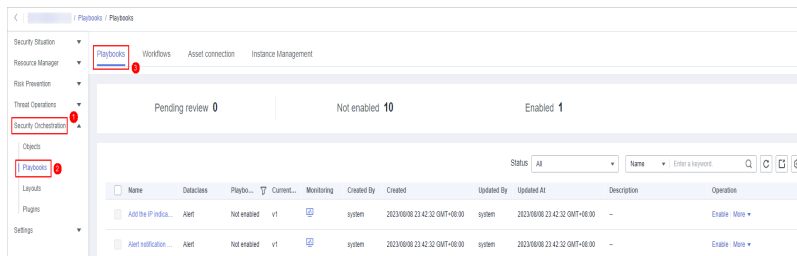 / Playbooks / Playbooks
Security Situation
Resource Manager
Risk Prevention
Threat Operations
Security Orchestration
1
Objects
Playbooks
2
Layouts
Plugins
Settings
Playbooks Workflows Asset connection Instance Management
3
Pending review 0 Not enabled 10 Enabled 1
Status All Name Enter a keyword.
Name Dataclass Playbo... Current... Monitoring Created By Created Updated By Updated At Description Operation
Add the IP indica... Alert Not enabled v1 system 2023/08/08 23:42:32 GMT+08:00 system 2023/08/08 23:42:32 GMT+08:00 -- Enable More
Alert notification ... Alert Not enabled v1 system 2023/08/08 23:42:32 GMT+08:00 system 2023/08/08 23:42:32 GMT+08:00 -- Enable More